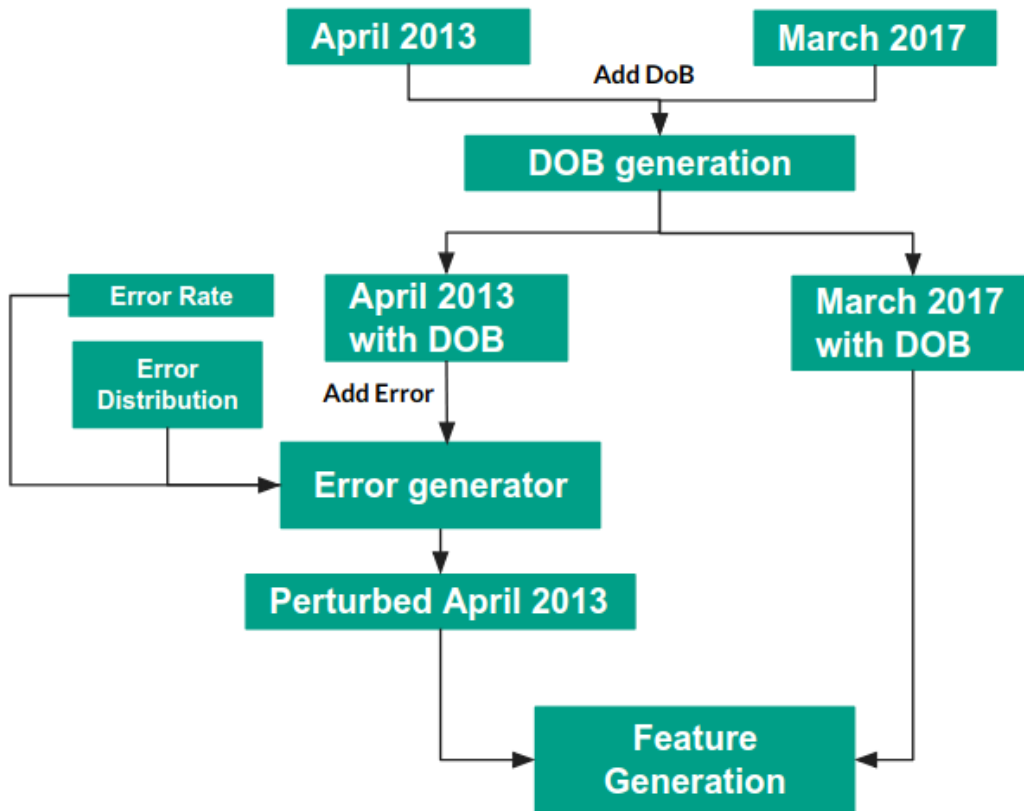 April 2013
March 2017
Add DoB
DOB generation
Error Rate
April 2013
with DOB
March 2017
with DOB
Error
Distribution
Add Error
Error generator
Perturbed April 2013
Feature
Generation